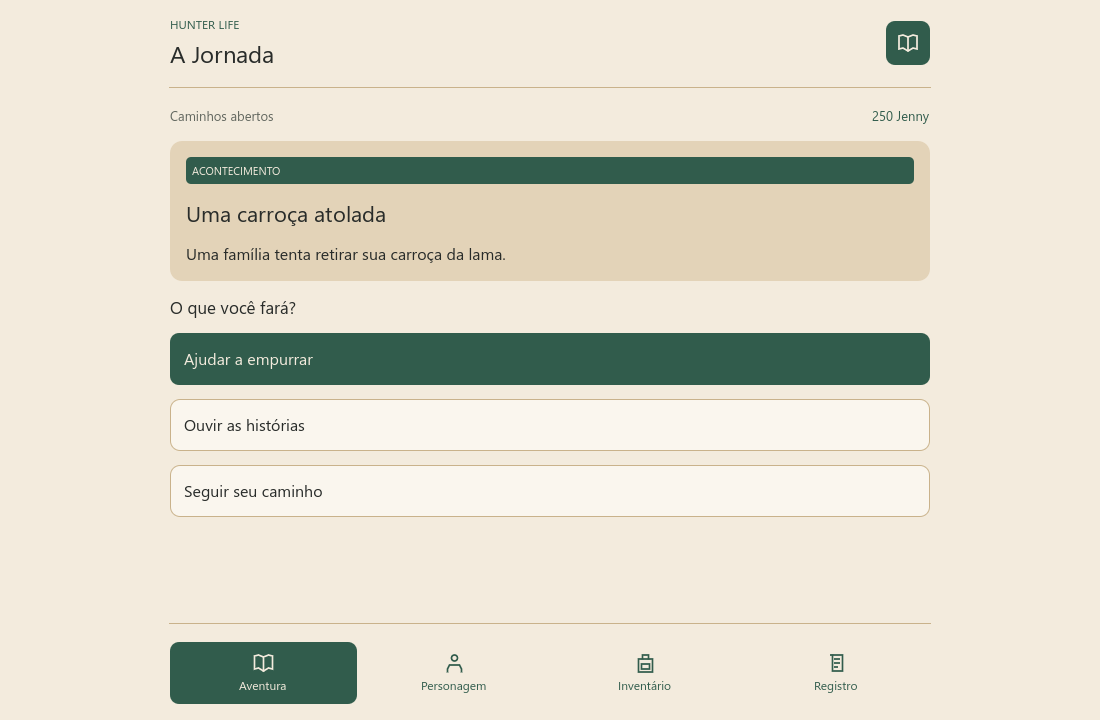 HUNTER LIFE
A Jornada
Caminhos abertos
250 Jenny
ACONTECIMENTO
Uma carroça atolada
Uma família tenta retirar sua carroça da lama.
O que você fará?
Ajudar a empurrar
Ouvir as histórias
Seguir seu caminho
Aventura
Personagem
Inventário
Registro